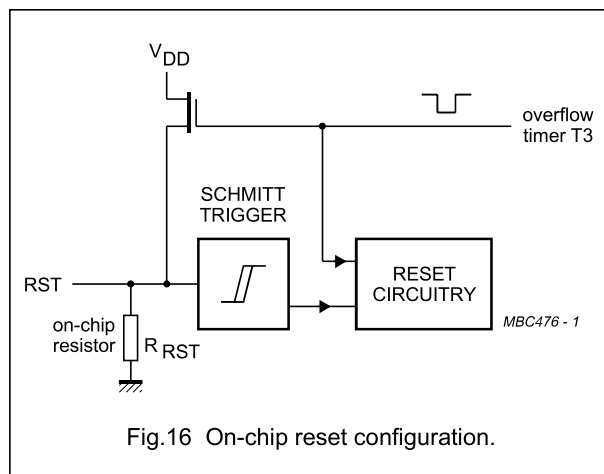 VDD
overflow
timer T3
SCHMITT
TRIGGER
RST
RESET
CIRCUITRY
MBC476 - 1
on-chip
resistor
RRST
Fig.16 On-chip reset configuration.